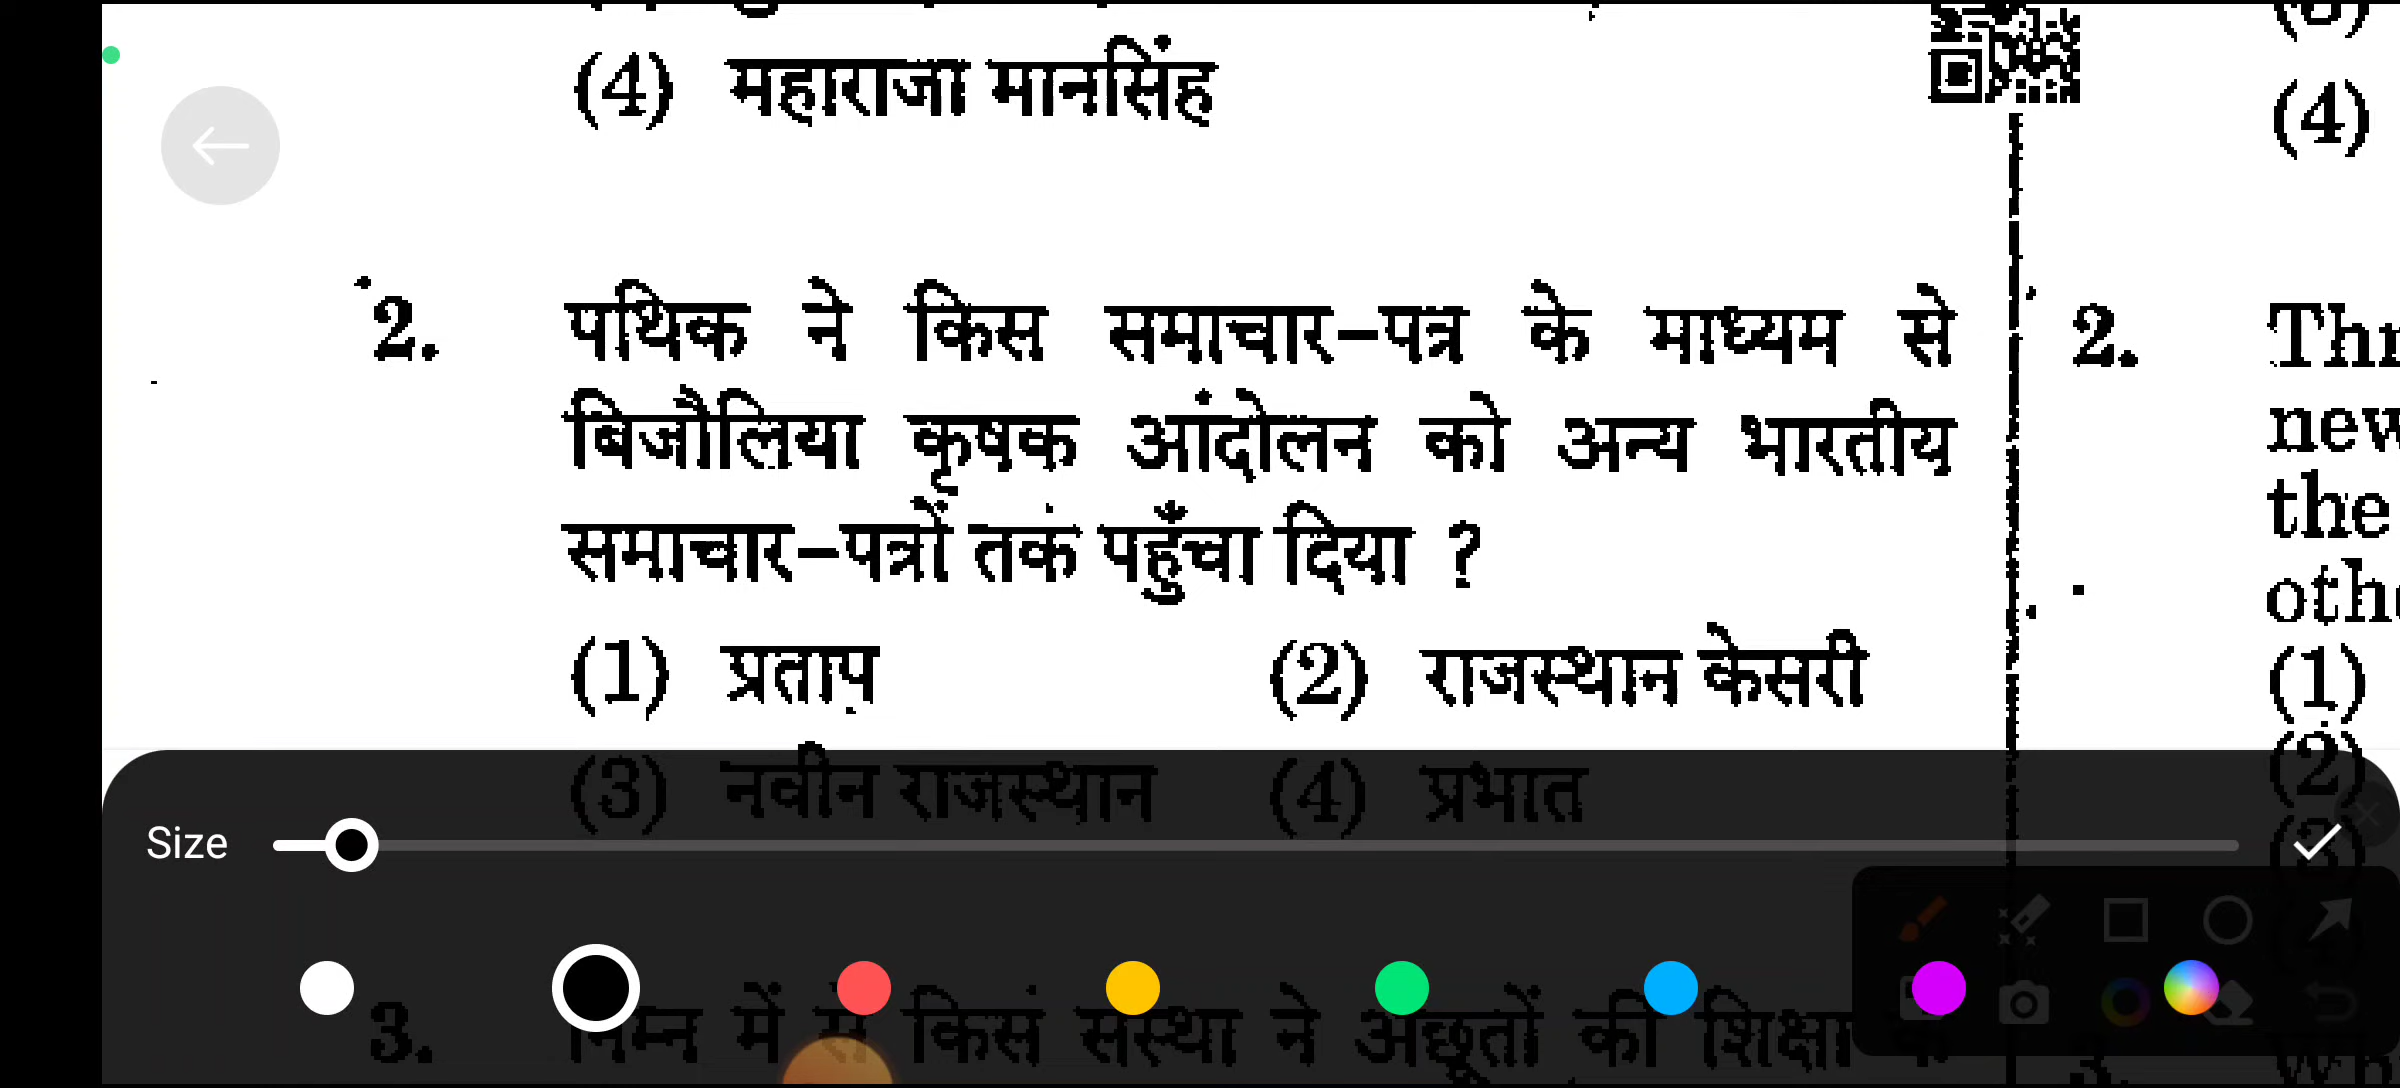 (4) महाराजा मानसिंह
(4)
2. पथिक ने किस समाचार-पत्र के माध्यम से
बिजौलिया कृषक आंदोलन को अन्य भारतीय
समाचार-पत्रों तक पहुँचा दिया ?
(1) प्रताप (2) राजस्थान केसरी
(3) नवीन राजस्थान (4) प्रभात
3. निम्न में से किस संस्था ने अछूतों की शिक्षा के
2.
new
the
(1)
(2)
(3)
Size